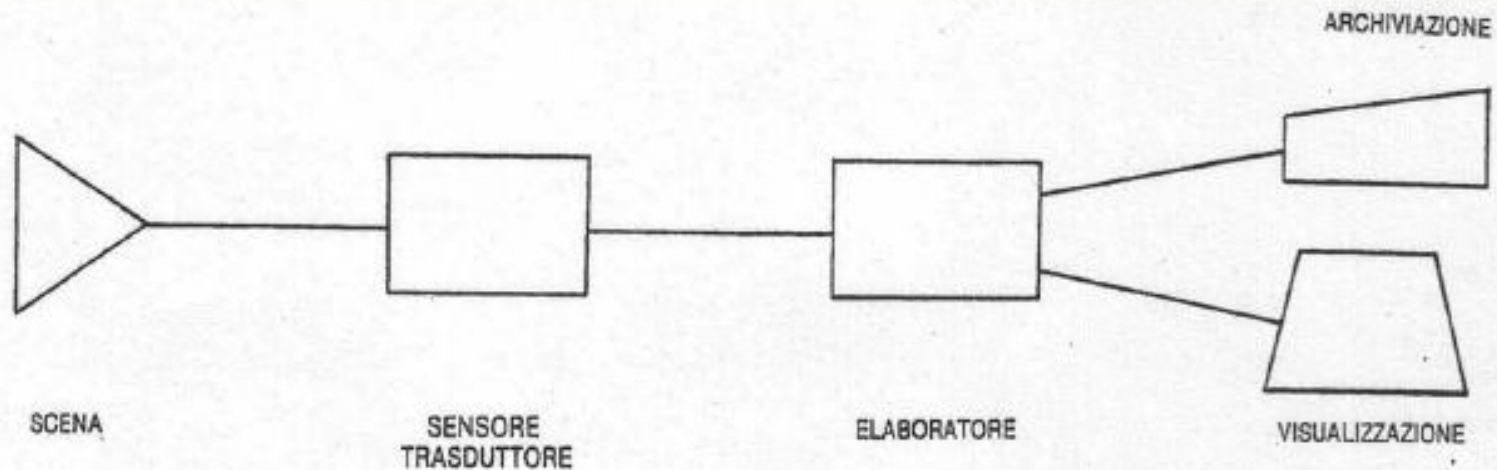 ARCHIVIAZIONE
SCENA
SENSORE
TRASDUTTORE
ELABORATORE
VISUALIZZAZIONE